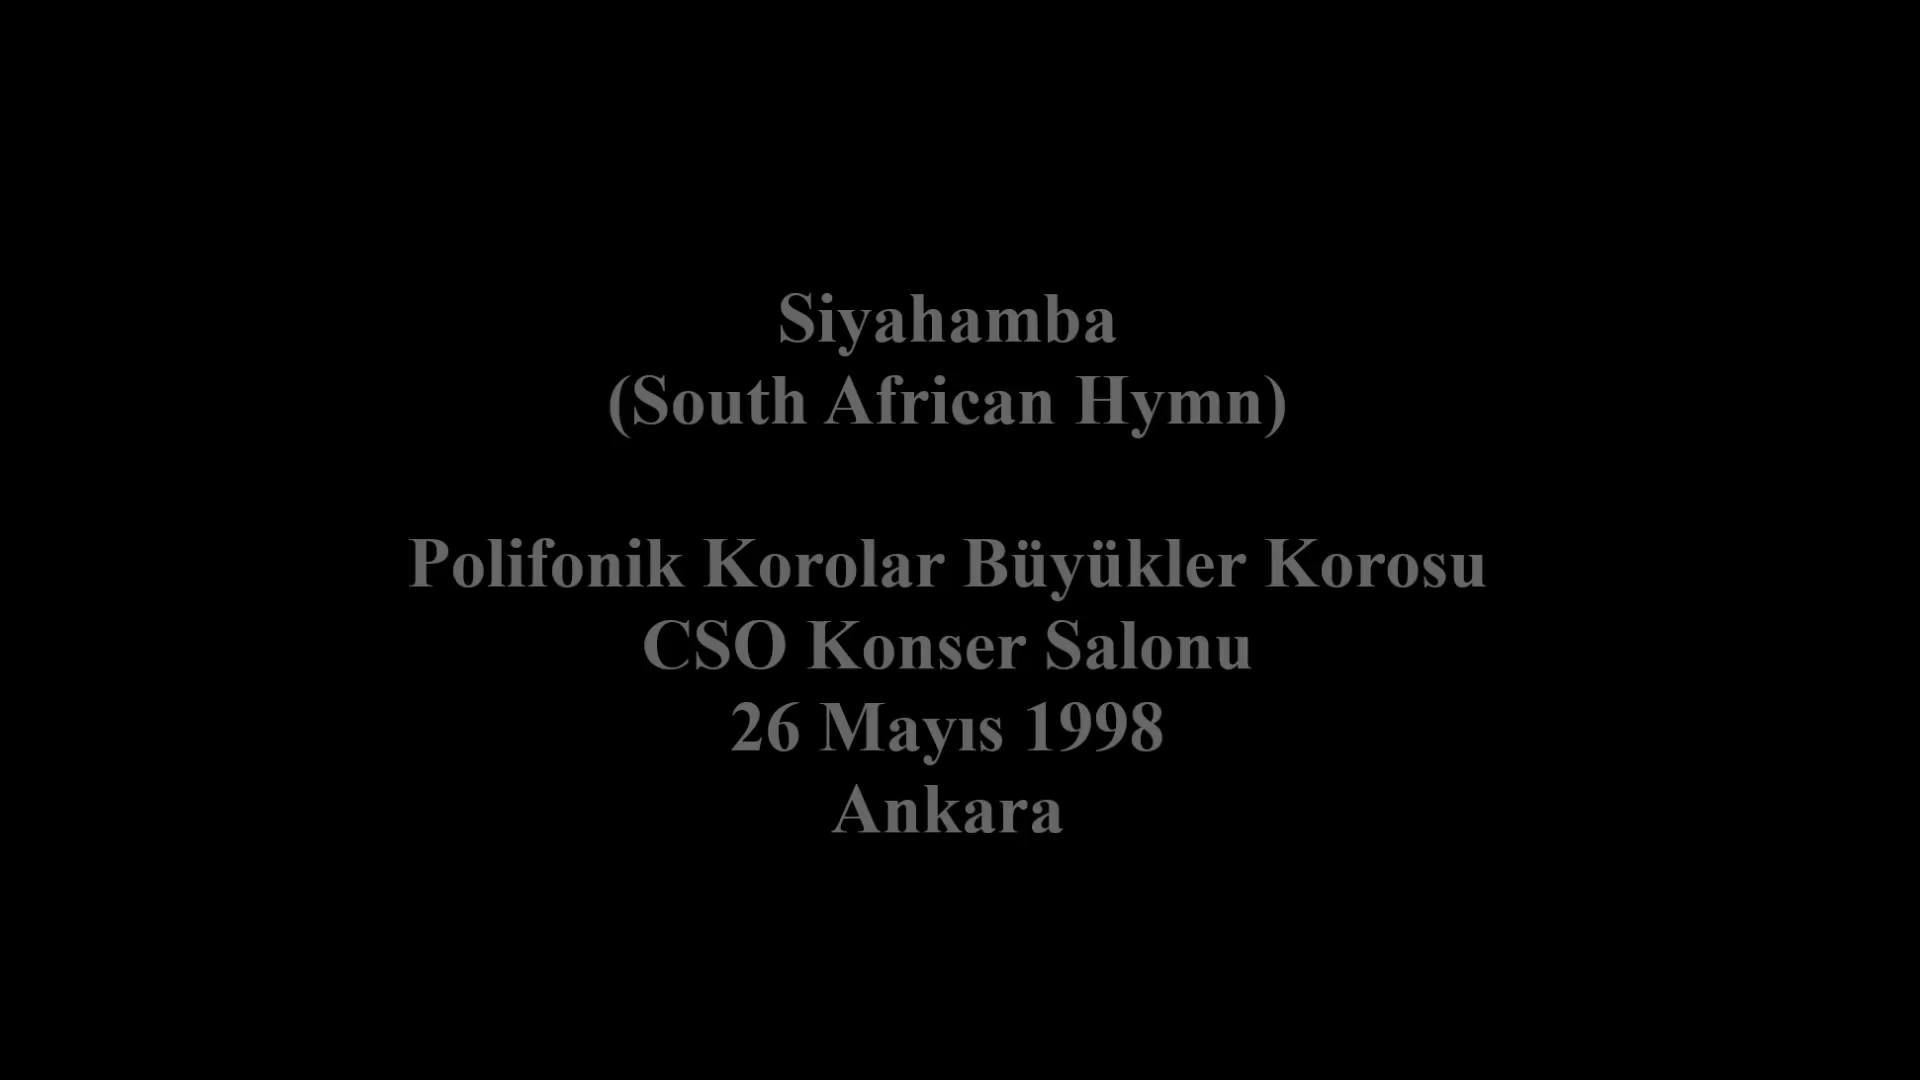 Siyahamba
(South African Hymn)
Polifonik Korolar Büyükler Korosu
CSO Konser Salonu
26 Mayıs 1998
Ankara